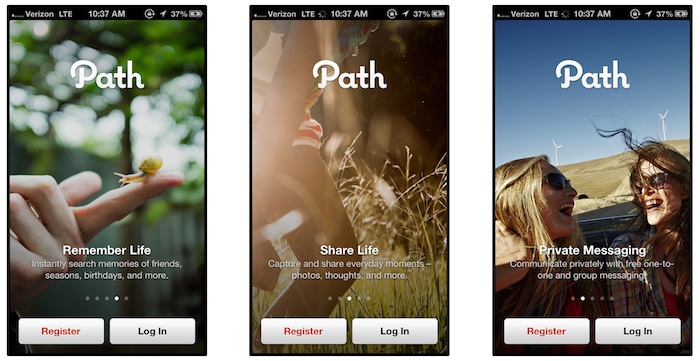 Verizon LTE 10:37 AM 37%
Path
Remember Life
Instantly search memories of friends,
seasons, birthdays, and more.
Register
Log In
Verizon LTE 10:37 AM 37%
Path
Share Life
Capture and share everyday moments –
photos, thoughts, and more.
Register
Log In
Verizon LTE 10:37 AM 37%
Path
Private Messaging
Communicate privately with free one-to-
one and group messaging.
Register
Log In